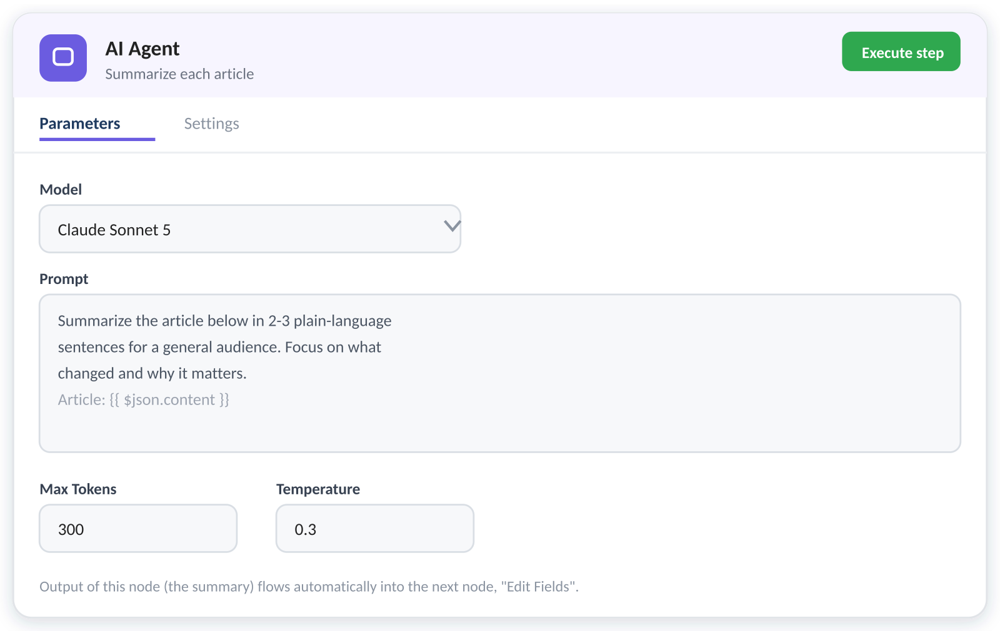 AI Agent
Summarize each article
Execute step
Parameters
Settings
Model
Claude Sonnet 5
Prompt
Summarize the article below in 2-3 plain-language
sentences for a general audience. Focus on what
changed and why it matters.
Article: {{ $json.content }}
Max Tokens
Temperature
300
0.3
Output of this node (the summary) flows automatically into the next node, "Edit Fields".